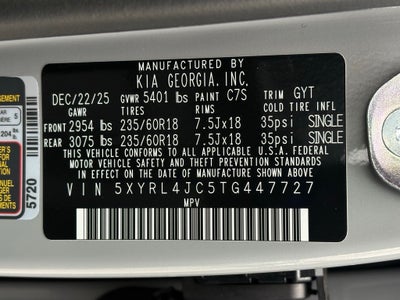 MANUFACTURED BY
KIA GEORGIA, INC.
DEC/22/25 GVWR 5401 lbs PAINT C7S TRIM GYT
TIRES RIMS COLD TIRE INFL
FRONT 2954 lbs 235/60R18 7.5Jx18 35psi SINGLE
REAR 3075 lbs 235/60R18 7.5Jx18 35psi SINGLE
THIS VEHICLE CONFORMS TO ALL APPLICABLE U.S.A. FEDERAL
MOTOR VEHICLE SAFETY, BUMPER, AND THEFT PREVENTION STANDARDS
IN EFFECT ON THE DATE OF MANUFACTURE SHOWN ABOVE.
VIN 5XYRL4JC5TG447727
MPV
5720
5
204